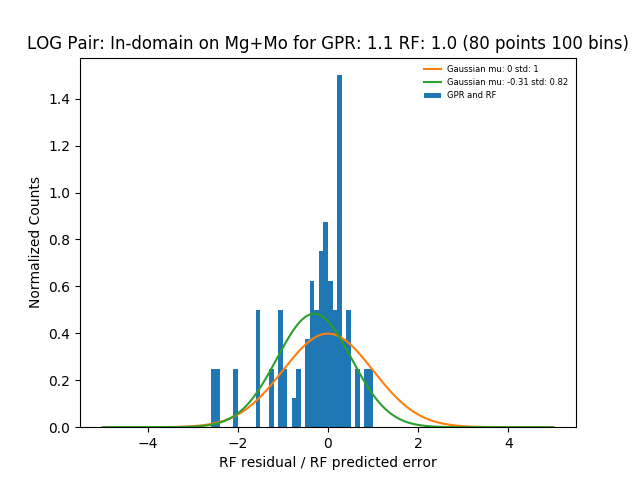 LOG Pair: In-domain on Mg+Mo for GPR: 1.1 RF: 1.0 (80 points 100 bins)
Gaussian mu: 0 std: 1
Gaussian mu: -0.31 std: 0.82
GPR and RF
Normalized Counts
1.4
1.2
1.0
0.8
0.6
0.4
0.2
0.0
−4 −2 0 2 4
RF residual / RF predicted error